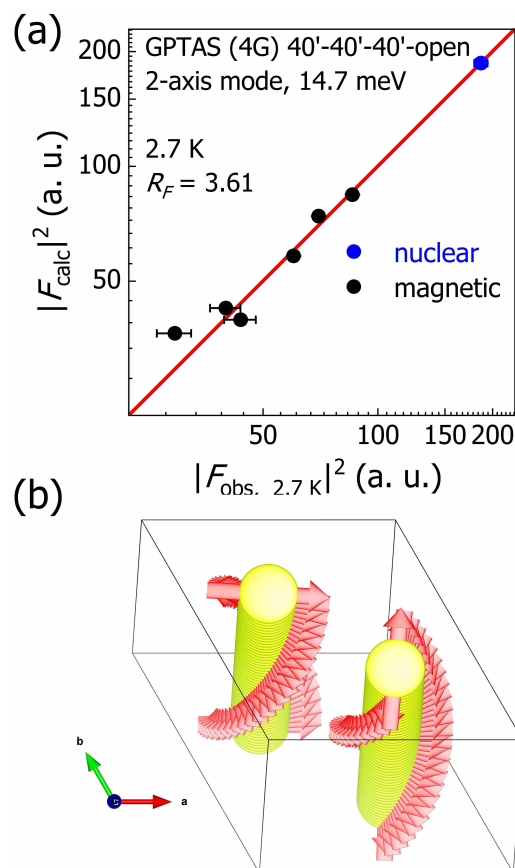 (a)
200
150
100
50
GPTAS (4G) 40'-40'-40'-open
2-axis mode, 14.7 meV
2.7 K
R_F = 3.61
nuclear
magnetic
|F_calc|² (a. u.)
50 100 150 200
|F_obs, 2.7 K|² (a. u.)
(b)
b
c
a